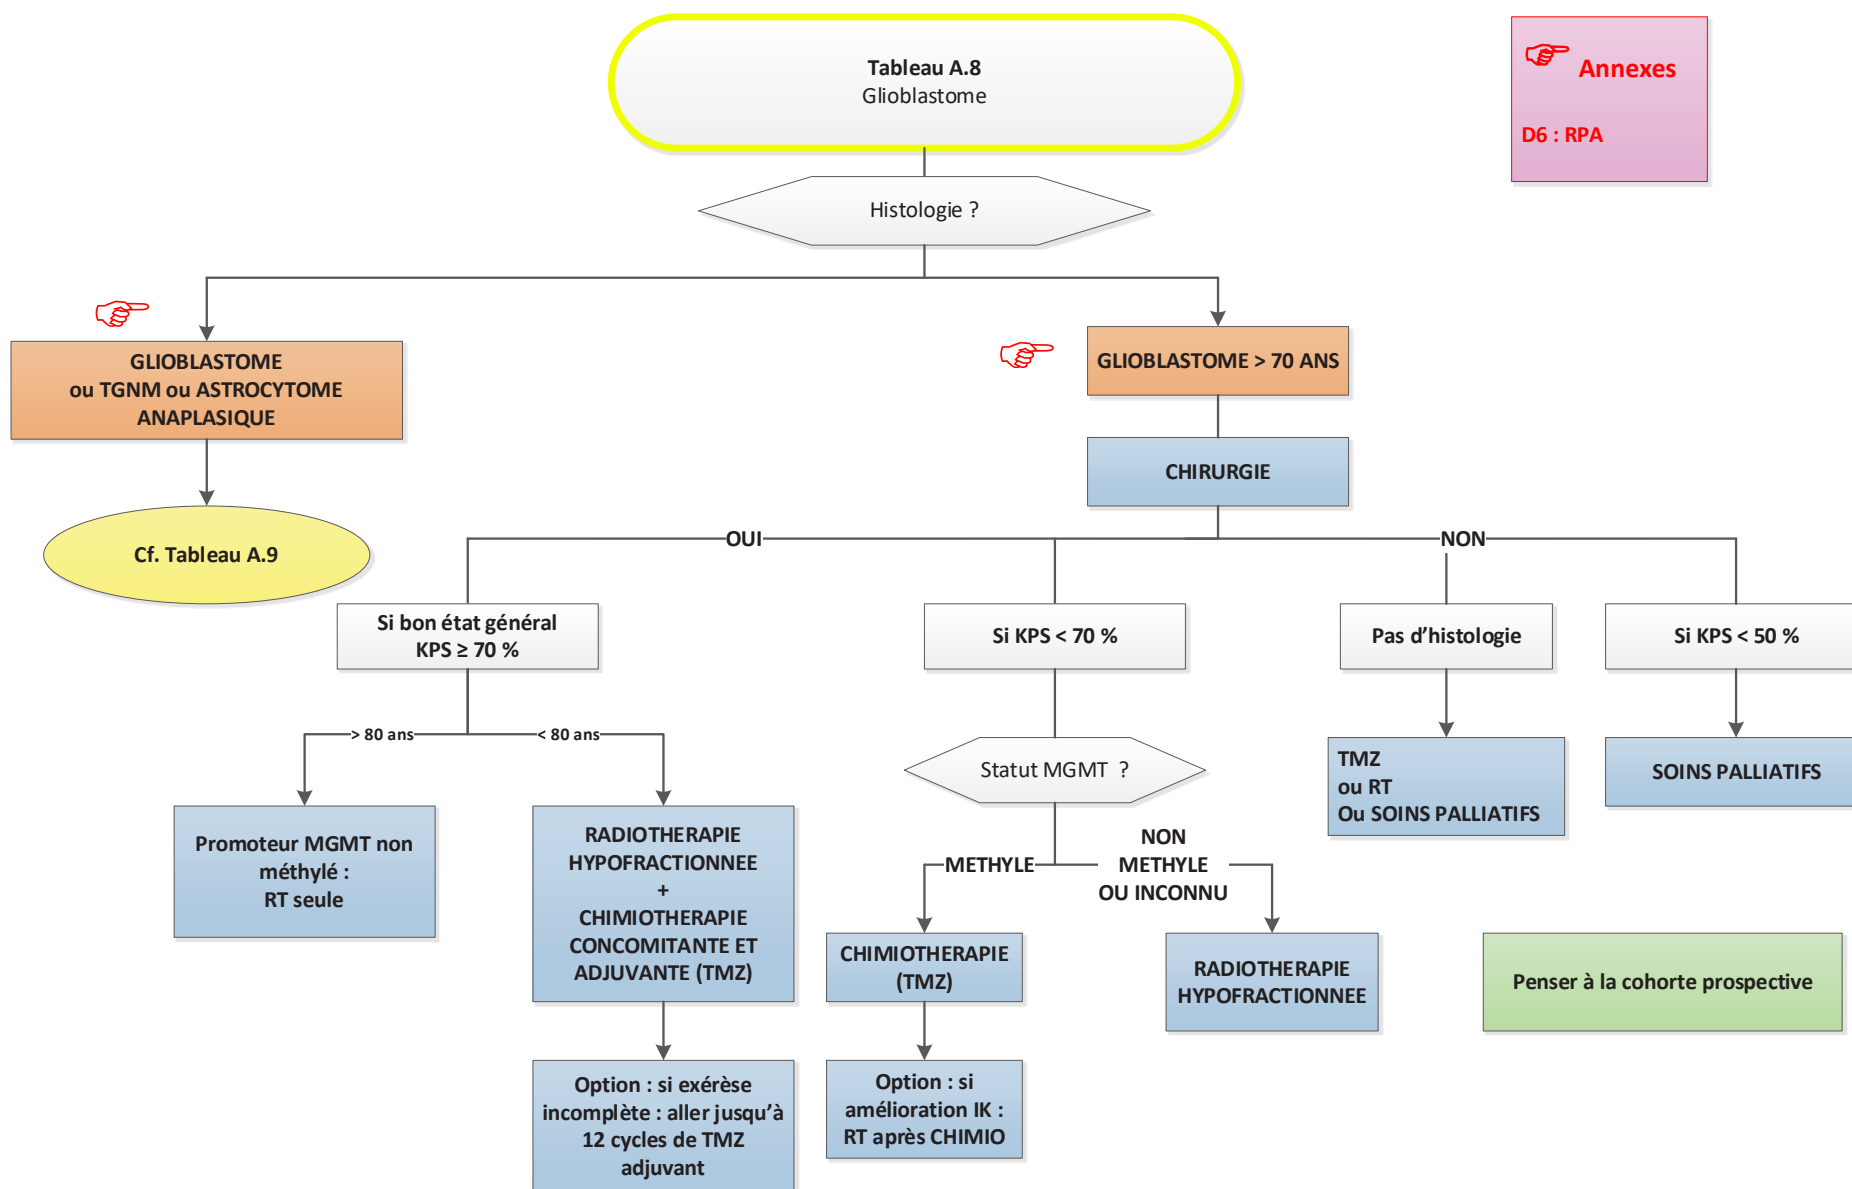 Tableau A.8
Glioblastome
Annexes
D6 : RPA
Histologie ?
GLIOBLASTOME
ou TGNM ou ASTROCYTOME
ANAPLASIQUE
GLIOBLASTOME > 70 ANS
CHIRURGIE
Cf. Tableau A.9
OUI
NON
Si bon état général
KPS ≥ 70 %
Si KPS < 70 %
Pas d’histologie
Si KPS < 50 %
> 80 ans
< 80 ans
Statut MGMT ?
TMZ
ou RT
Ou SOINS PALLIATIFS
SOINS PALLIATIFS
Promoteur MGMT non
méthylé :
RT seule
RADIOTHERAPIE
HYPOFRACTIONNEE
+
CHIMIOTHERAPIE
CONCOMITANTE ET
ADJUVANTE (TMZ)
METHYLE
NON
METHYLE
OU INCONNU
CHIMIOTHERAPIE
(TMZ)
RADIOTHERAPIE
HYPOFRACTIONNEE
Penser à la cohorte prospective
Option : si exérèse
incomplète : aller jusqu’à
12 cycles de TMZ
adjuvant
Option : si
amélioration IK :
RT après CHIMIO